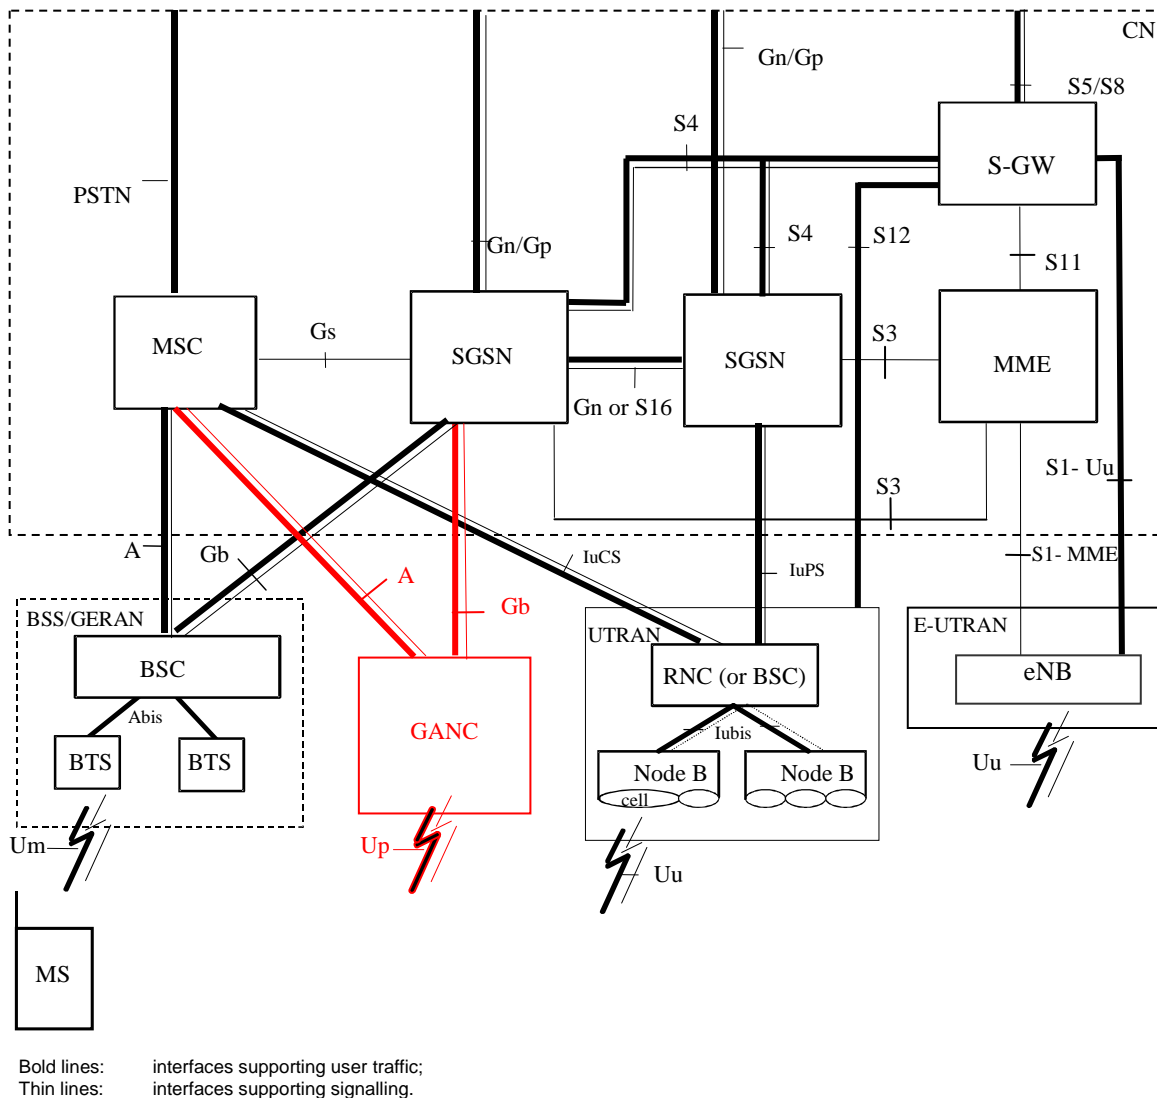 CN
Gn/Gp
S5/S8
S4
S-GW
PSTN
Gn/Gp
S4
S12
S11
MSC
Gs
SGSN
SGSN
S3
MME
Gn or S16
S1- Uu
S3
A
Gb
IuCS
IuPS
S1- MME
A
Gb
BSS/GERAN
UTRAN
E-UTRAN
BSC
RNC (or BSC)
eNB
Abis
GANC
Iubis
BTS
BTS
Node B
Node B
cell
Uu
Um
Up
Uu
MS
Bold lines: interfaces supporting user traffic;
Thin lines: interfaces supporting signalling.